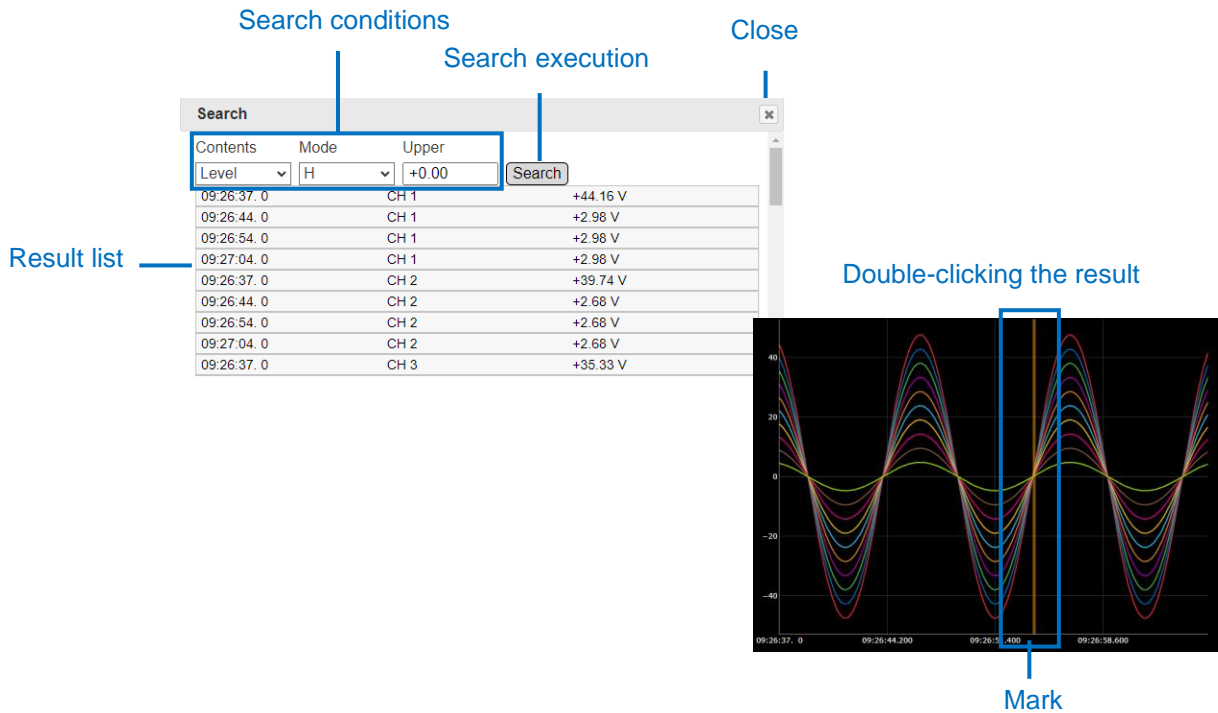 Search conditions
Close
Search execution
Search
Contents Mode Upper
Level H +0.00 Search
09:26:37. 0 CH 1 +44.16 V
09:26:44. 0 CH 1 +2.98 V
09:26:54. 0 CH 1 +2.98 V
09:27:04. 0 CH 1 +2.98 V
09:26:37. 0 CH 2 +39.74 V
09:26:44. 0 CH 2 +2.68 V
09:26:54. 0 CH 2 +2.68 V
09:27:04. 0 CH 2 +2.68 V
09:26:37. 0 CH 3 +35.33 V
Result list
Double-clicking the result
40
20
0
−20
−40
09:26:37. 0 09:26:44.200 09:26:5 .400 09:26:58.600
Mark